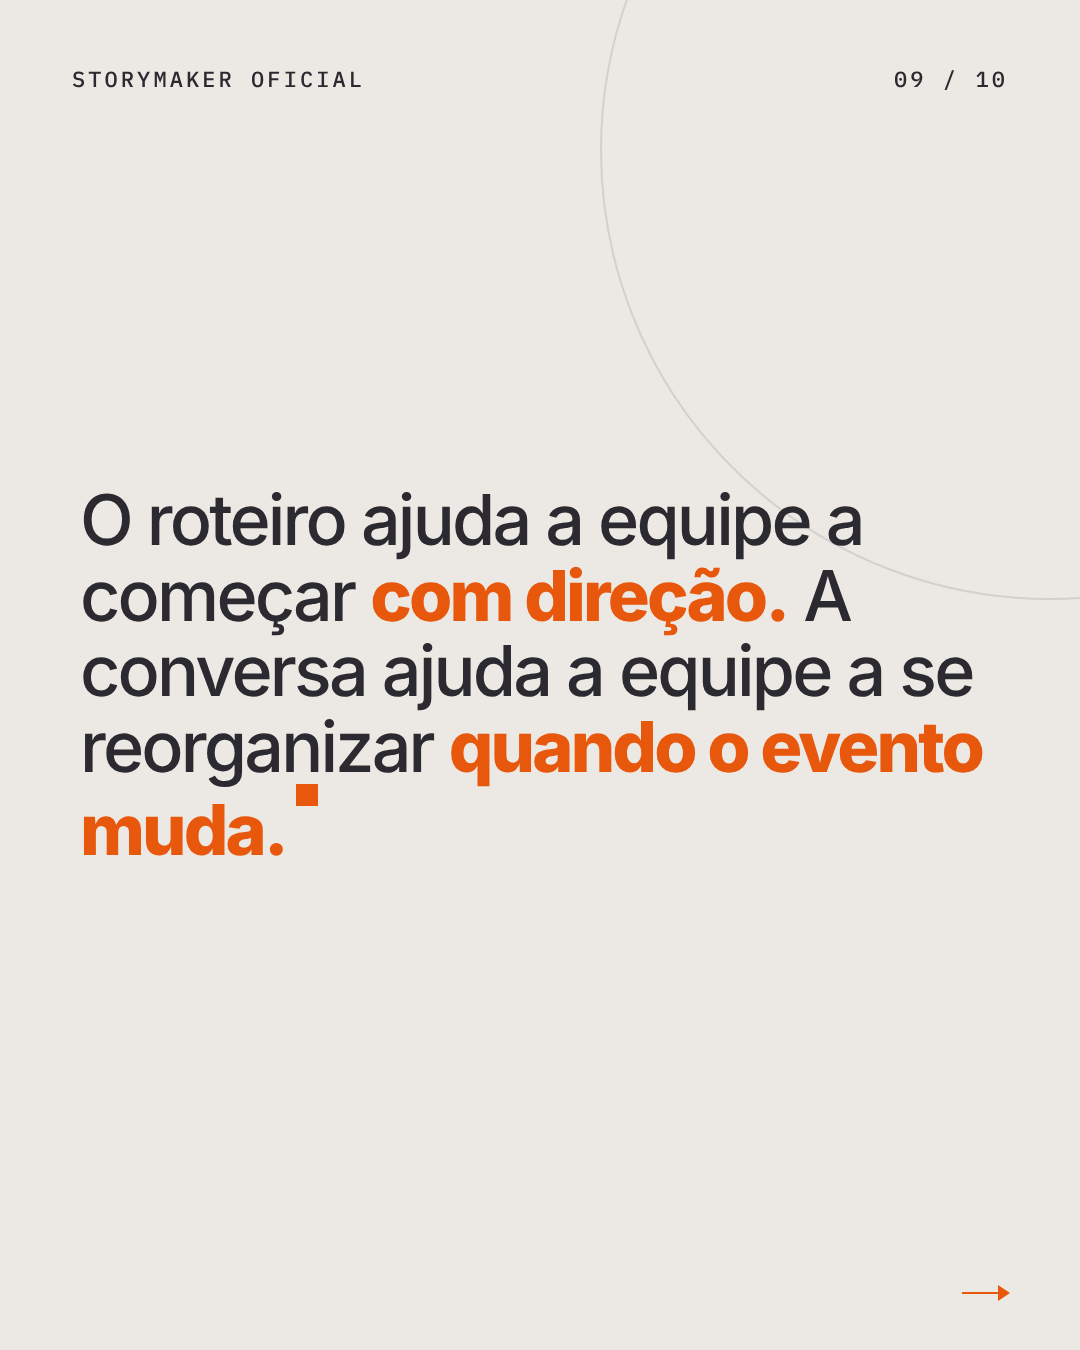 STORYMAKER OFICIAL
09 / 10
O roteiro ajuda a equipe a
começar com direção. A
conversa ajuda a equipe a se
reorganizar quando o evento
muda.